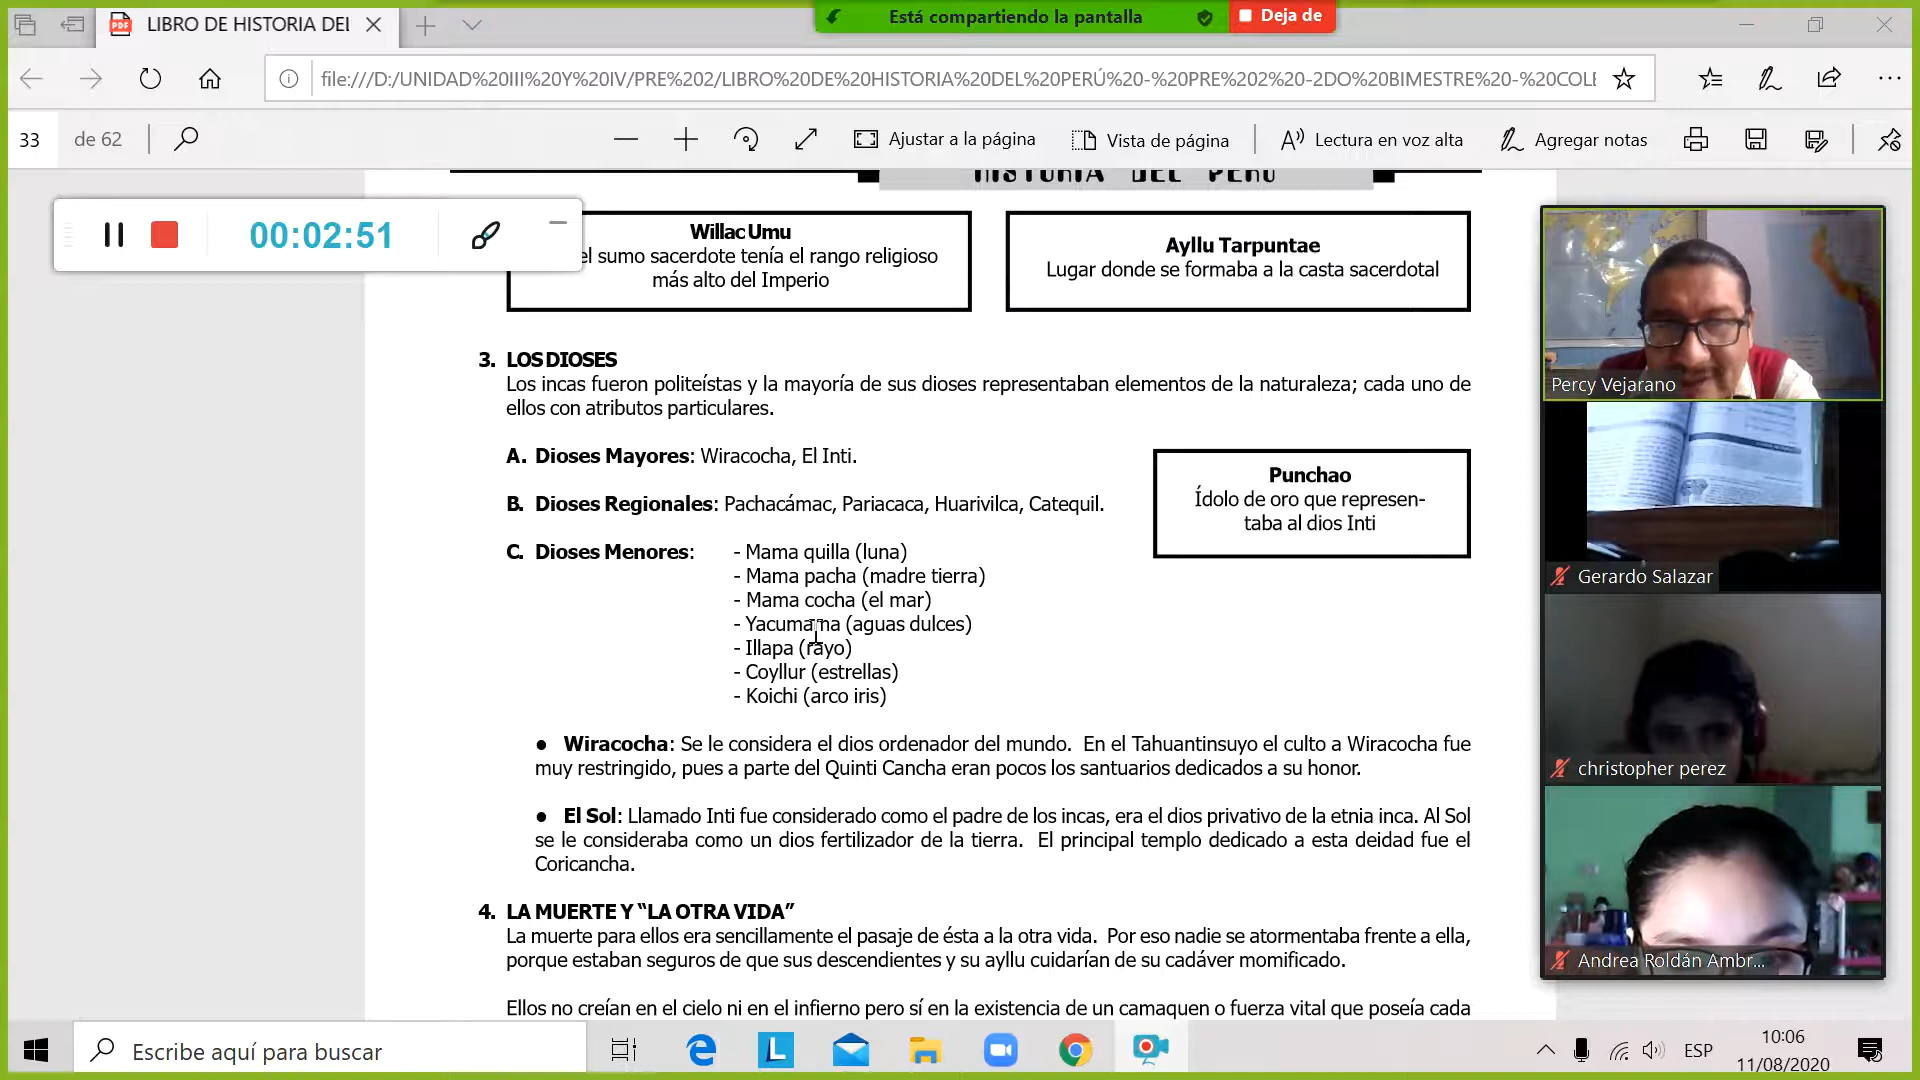 Está compartiendo la pantalla
Deja de
LIBRO DE HISTORIA DEL
file:///D:/UNIDAD%20III%20Y%20IV/PRE%202/LIBRO%20DE%20HISTORIA%20DEL%20PERÚ%20-%20PRE%202%20-2DO%20BIMESTRE%20-%20COLE
33 de 62
Ajustar a la página
Vista de página
Lectura en voz alta
Agregar notas
HISTORIA DEL PERÚ
00:02:51
Willac Umu
el sumo sacerdote tenía el rango religioso
más alto del Imperio
Ayllu Tarpuntae
Lugar donde se formaba a la casta sacerdotal
3. LOS DIOSES
Los incas fueron politeístas y la mayoría de sus dioses representaban elementos de la naturaleza; cada uno de
ellos con atributos particulares.
A. Dioses Mayores: Wiracocha, El Inti.
B. Dioses Regionales: Pachacámac, Pariacaca, Huarivilca, Catequil.
Punchao
Ídolo de oro que represen-
taba al dios Inti
C. Dioses Menores: - Mama quilla (luna)
- Mama pacha (madre tierra)
- Mama cocha (el mar)
- Yacumama (aguas dulces)
- Illapa (rayo)
- Coyllur (estrellas)
- Koichi (arco iris)
● Wiracocha: Se le considera el dios ordenador del mundo. En el Tahuantinsuyo el culto a Wiracocha fue
muy restringido, pues a parte del Quinti Cancha eran pocos los santuarios dedicados a su honor.
● El Sol: Llamado Inti fue considerado como el padre de los incas, era el dios privativo de la etnia inca. Al Sol
se le consideraba como un dios fertilizador de la tierra. El principal templo dedicado a esta deidad fue el
Coricancha.
4. LA MUERTE Y “LA OTRA VIDA”
La muerte para ellos era sencillamente el pasaje de ésta a la otra vida. Por eso nadie se atormentaba frente a ella,
porque estaban seguros de que sus descendientes y su ayllu cuidarían de su cadáver momificado.
Ellos no creían en el cielo ni en el infierno pero sí en la existencia de un camaquen o fuerza vital que poseía cada
Percy Vejarano
Gerardo Salazar
christopher perez
Andrea Roldán Ambr...
Escribe aquí para buscar
ESP
10:06
11/08/2020